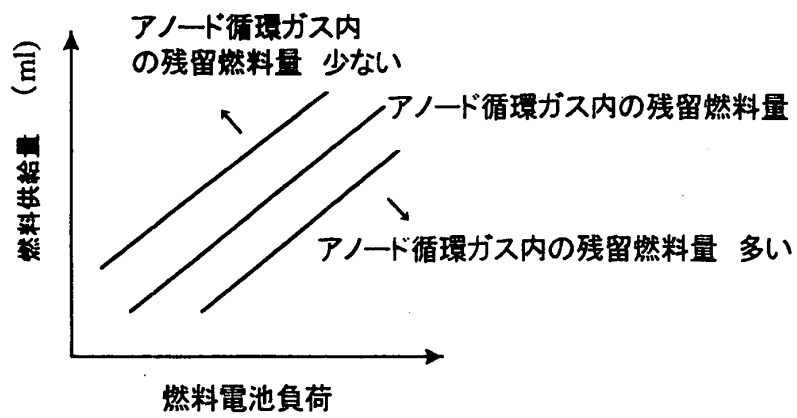 アノード循環ガス内
の残留燃料量 少ない
燃料供給量 (ml)
アノード循環ガス内の残留燃料量
アノード循環ガス内の残留燃料量 多い
燃料電池負荷